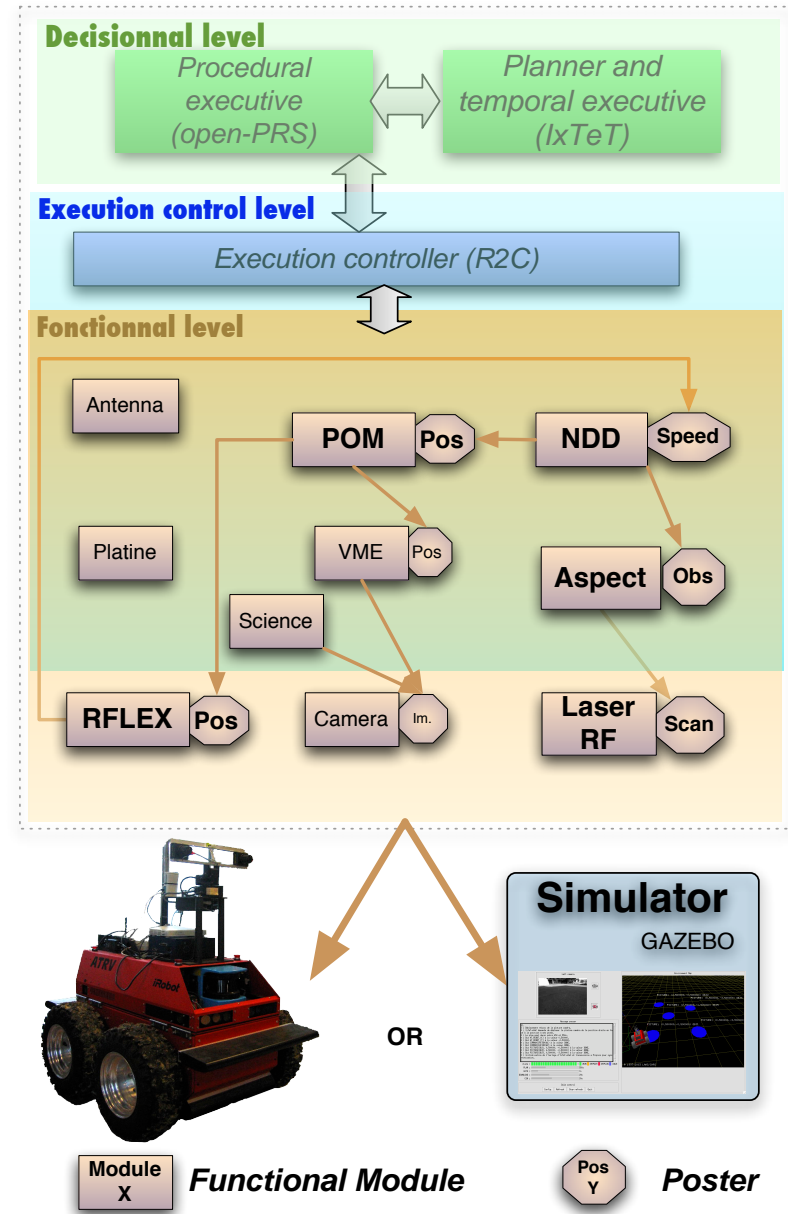 Decisionnal level
Procedural
executive
(open-PRS)
Planner and
temporal executive
(IxTeT)
Execution control level
Execution controller (R2C)
Fonctionnal level
Antenna
POM
Pos
NDD
Speed
Platine
VME
Pos
Aspect
Obs
Science
RFLEX
Pos
Camera
Im.
Laser
RF
Scan
ATRV
iRobot
OR
Simulator
GAZEBO
Module
X
Functional Module
Pos
Y
Poster